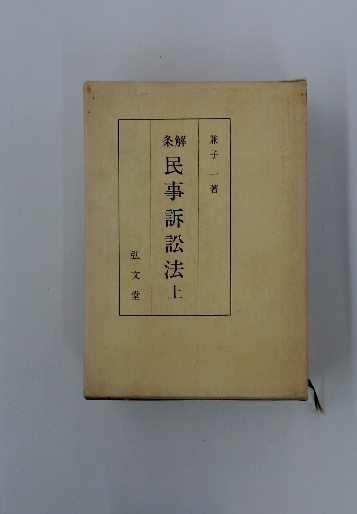 兼子一著
条解
民事訴訟法 上
弘文堂